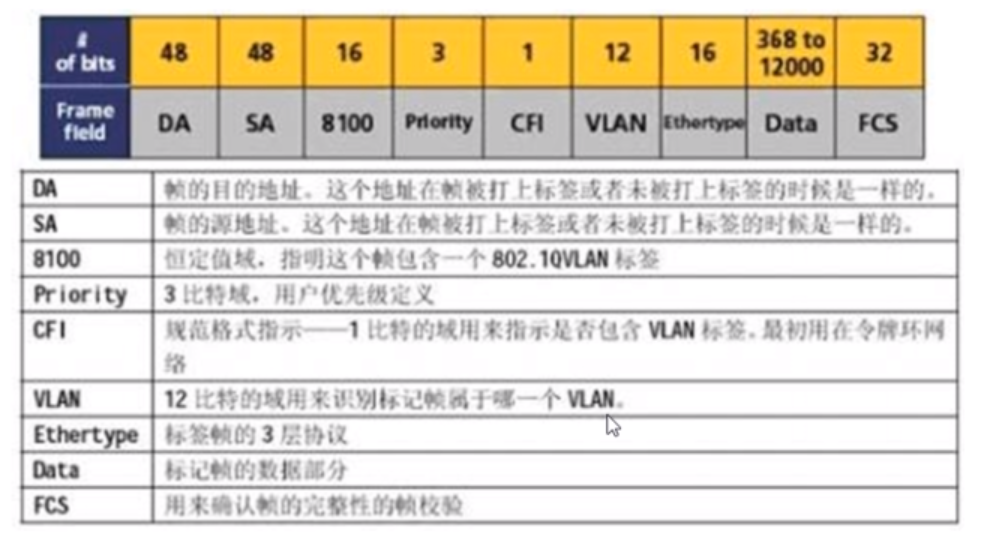 # of bits 48 48 16 3 1 12 16 368 to 12000 32
Frame field DA SA 8100 Priority CFI VLAN Ethertype Data FCS
DA 帧的目的地址。这个地址在帧被打上标签或者未被打上标签的时候是一样的。
SA 帧的源地址。这个地址在帧被打上标签或者未被打上标签的时候是一样的。
8100 恒定值域，指明这个帧包含一个 802.1QVLAN 标签
Priority 3 比特域，用户优先级定义
CFI 规范格式指示——1 比特的域用来指示是否包含 VLAN 标签。最初用在令牌环网
络
VLAN 12 比特的域用来识别标记帧属于哪一个 VLAN。
Ethertype 标签帧的 3 层协议
Data 标记帧的数据部分
FCS 用来确认帧的完整性的帧校验